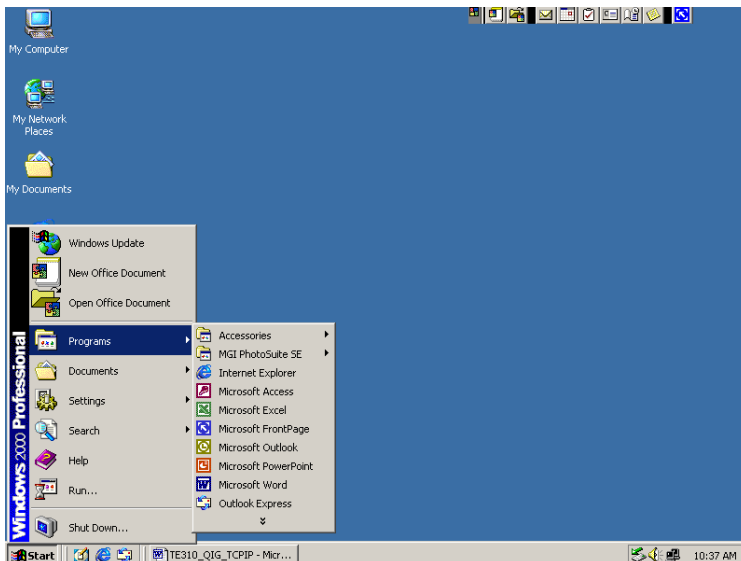 My Computer
My Network
Places
My Documents
Windows 2000 Professional
Windows Update
New Office Document
Open Office Document
Programs
Documents
Settings
Search
Help
Run...
Shut Down...
Accessories
MGI PhotoSuite SE
Internet Explorer
Microsoft Access
Microsoft Excel
Microsoft FrontPage
Microsoft Outlook
Microsoft PowerPoint
Microsoft Word
Outlook Express
Start
TE310_QIG_TCPIP - Micr...
10:37 AM